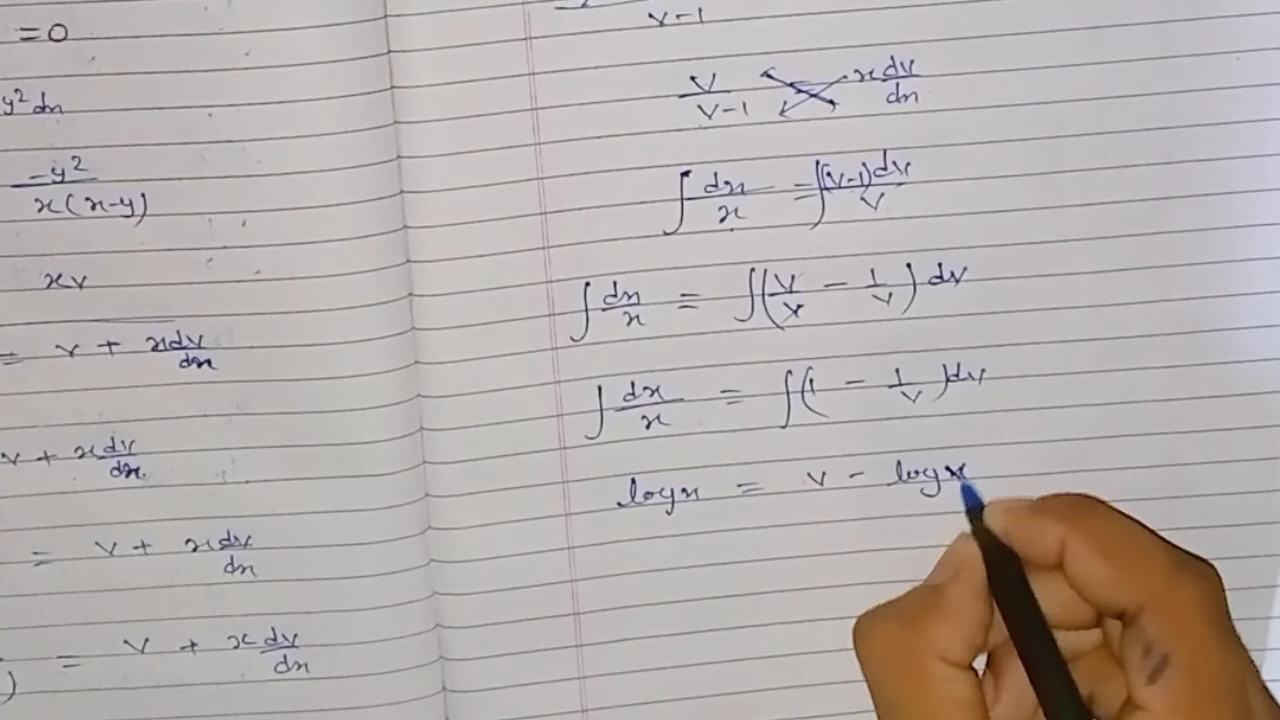 = 0
y² dx
-y² / x(x-y)
xv
= v + x dv/dx
v + x dv/dx
= v + x dv/dx
) = v + x dv/dx
v-1
v/(v-1) x dv/dx
∫ dx/x = ∫ (v-1) dv / v
∫ dx/x = ∫ (v/v - 1/v) dv
∫ dx/x = ∫ (1 - 1/v) dv
log x = v - log x